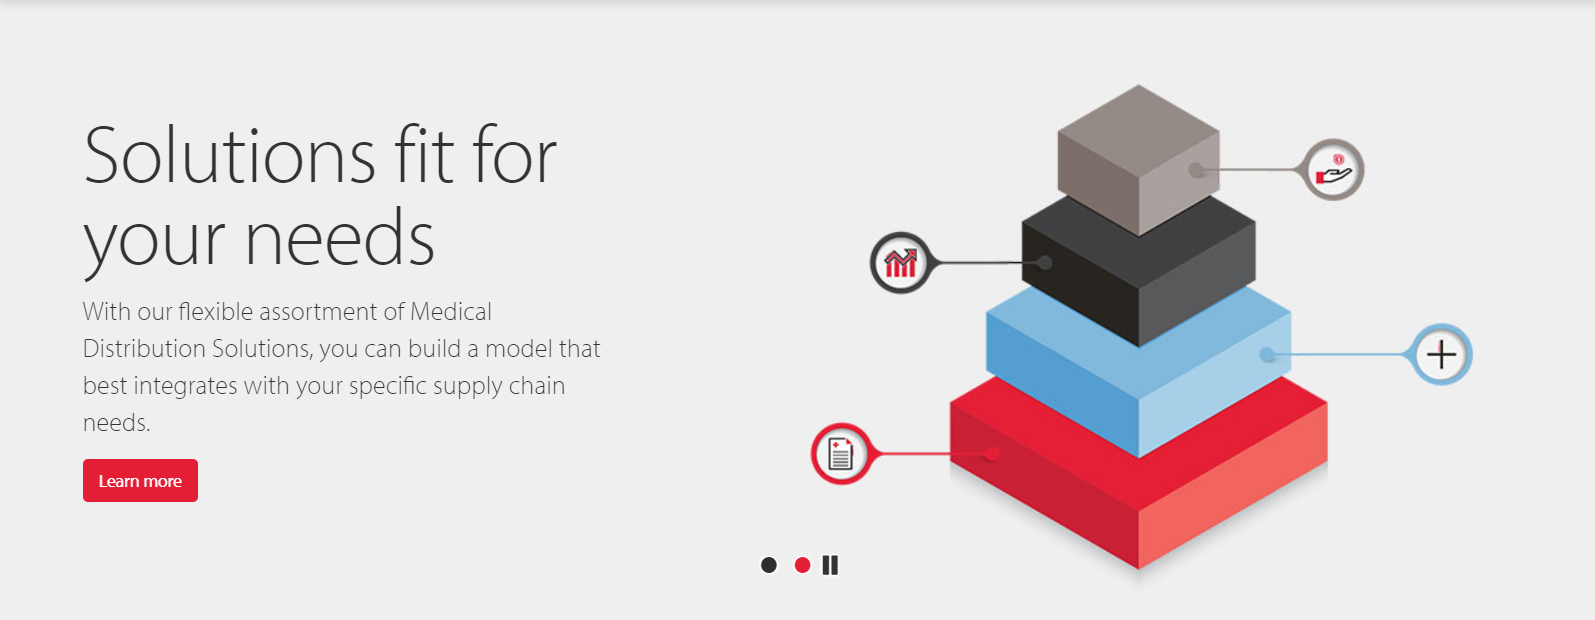 Solutions fit for
your needs
With our flexible assortment of Medical
Distribution Solutions, you can build a model that
best integrates with your specific supply chain
needs.
Learn more